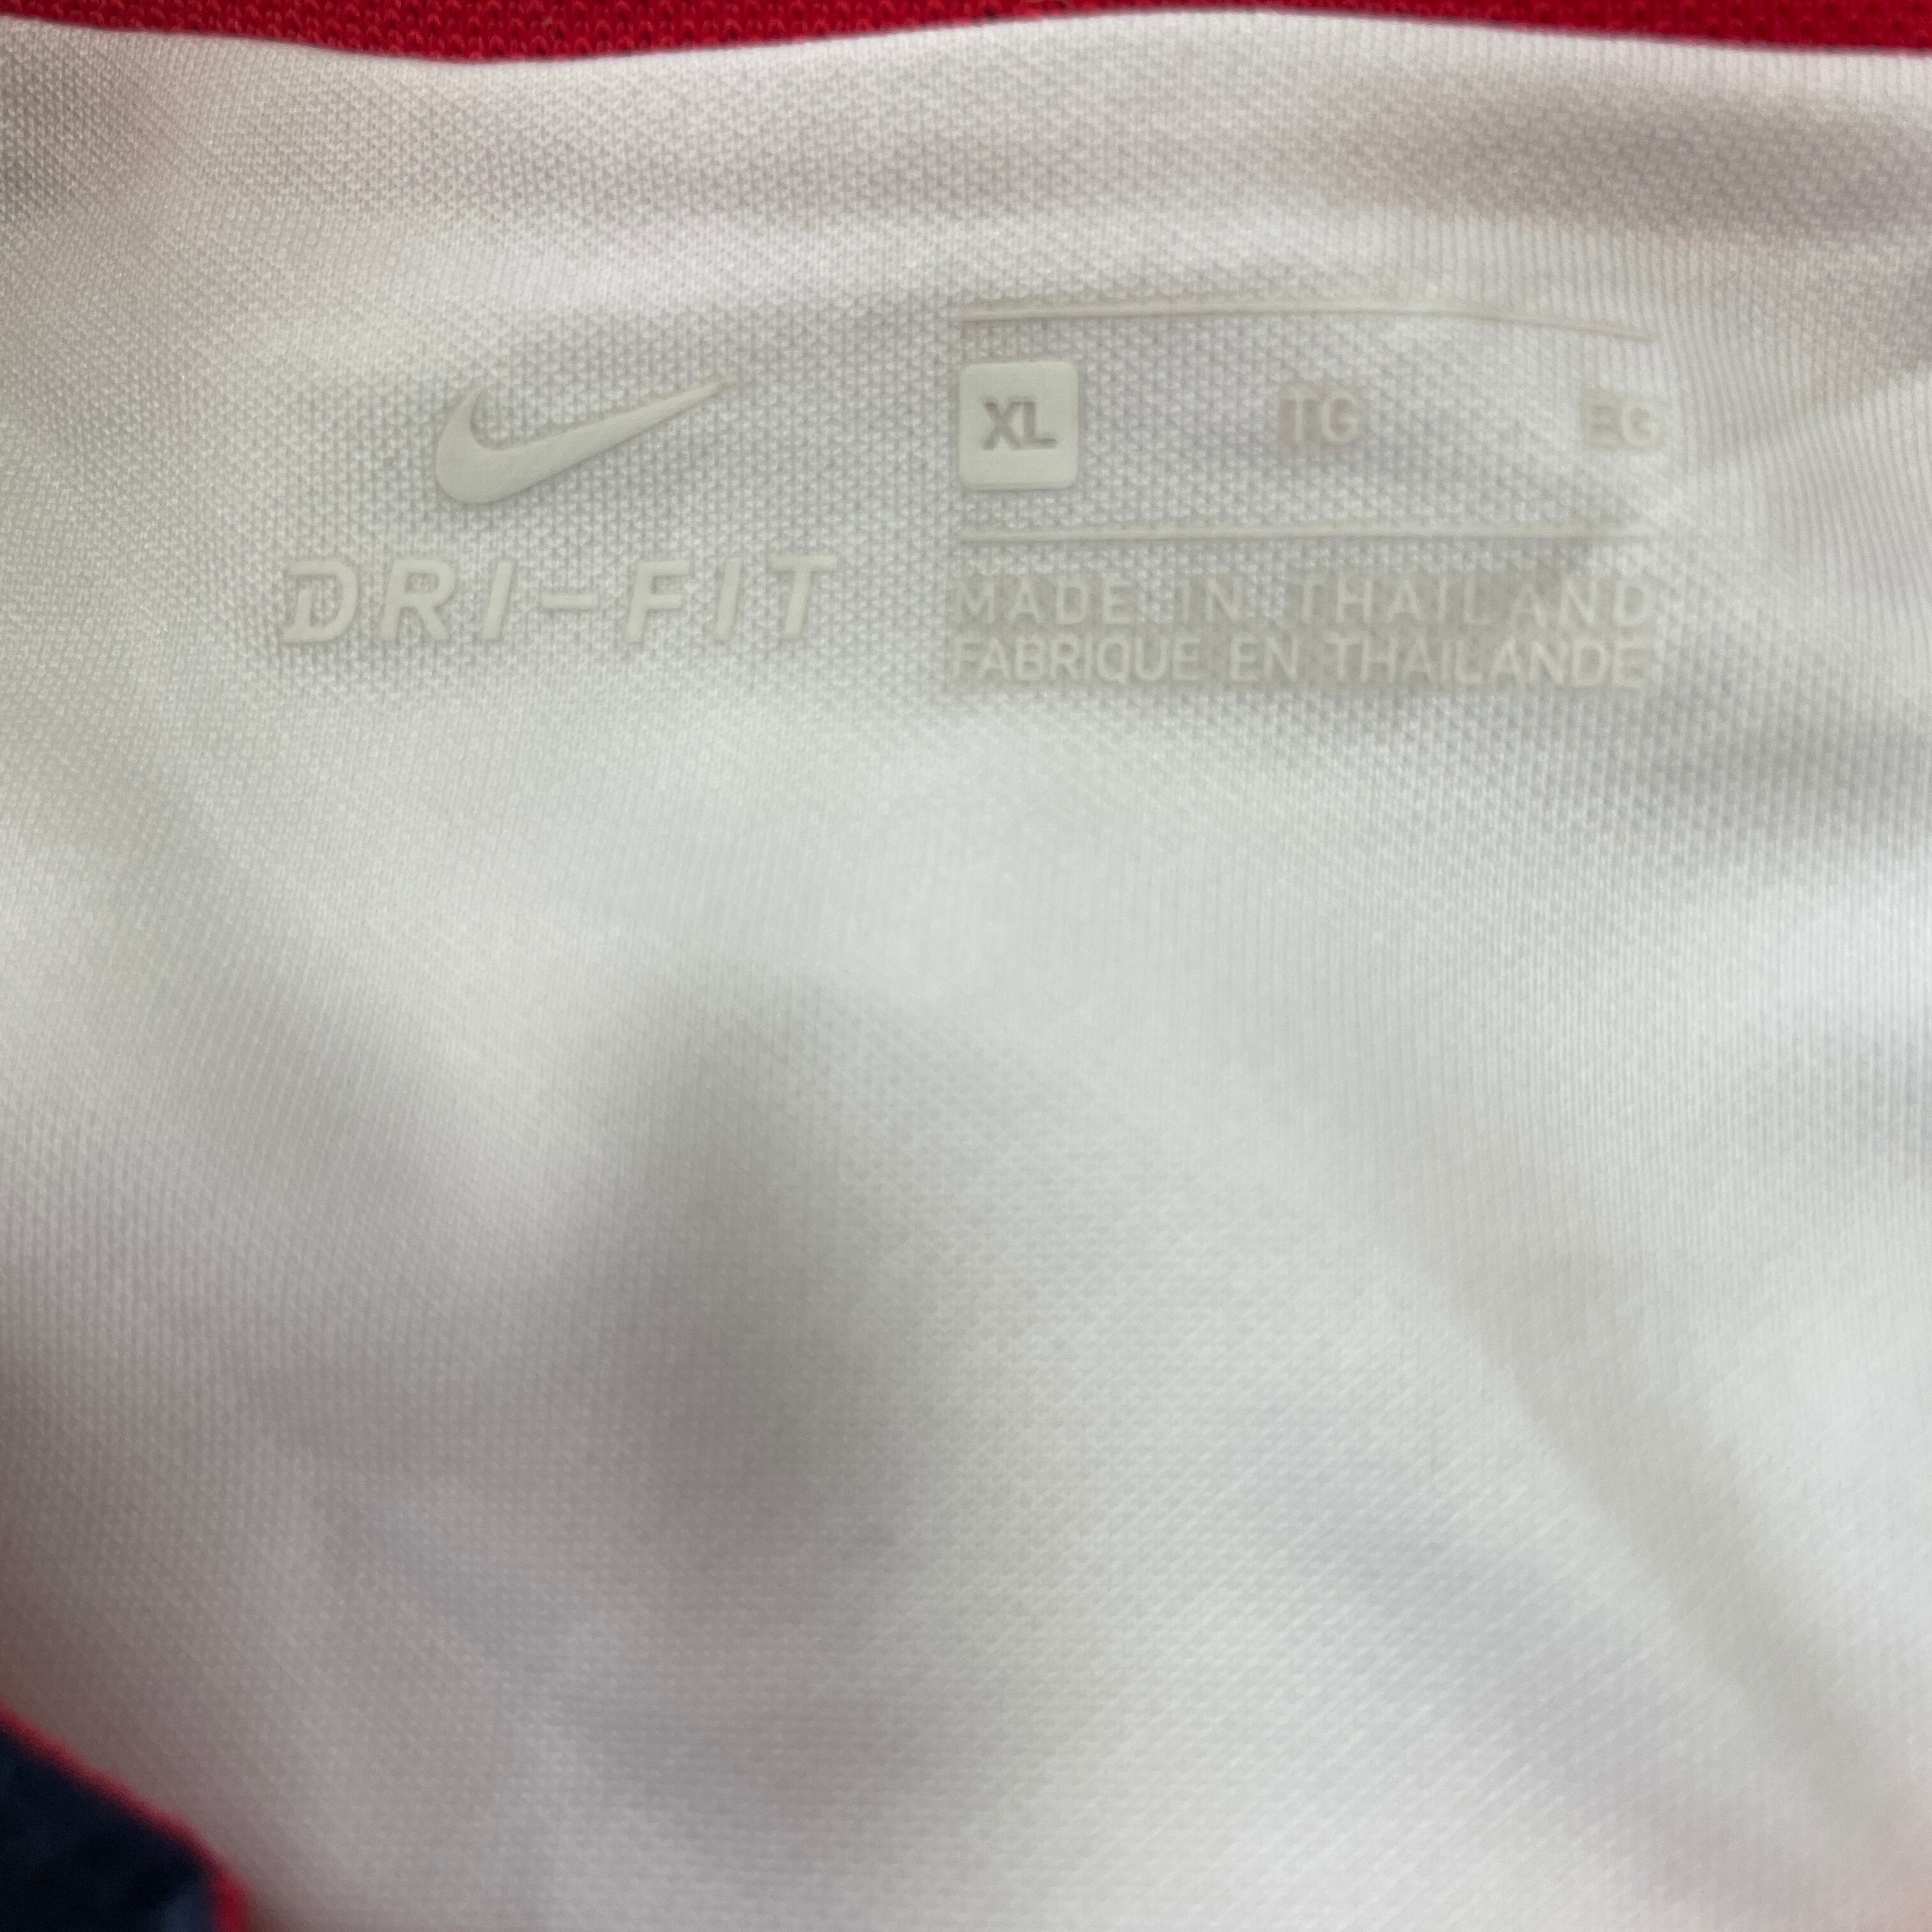 DRI-FIT
XL TG EG
MADE IN THAILAND
FABRIQUE EN THAILANDE